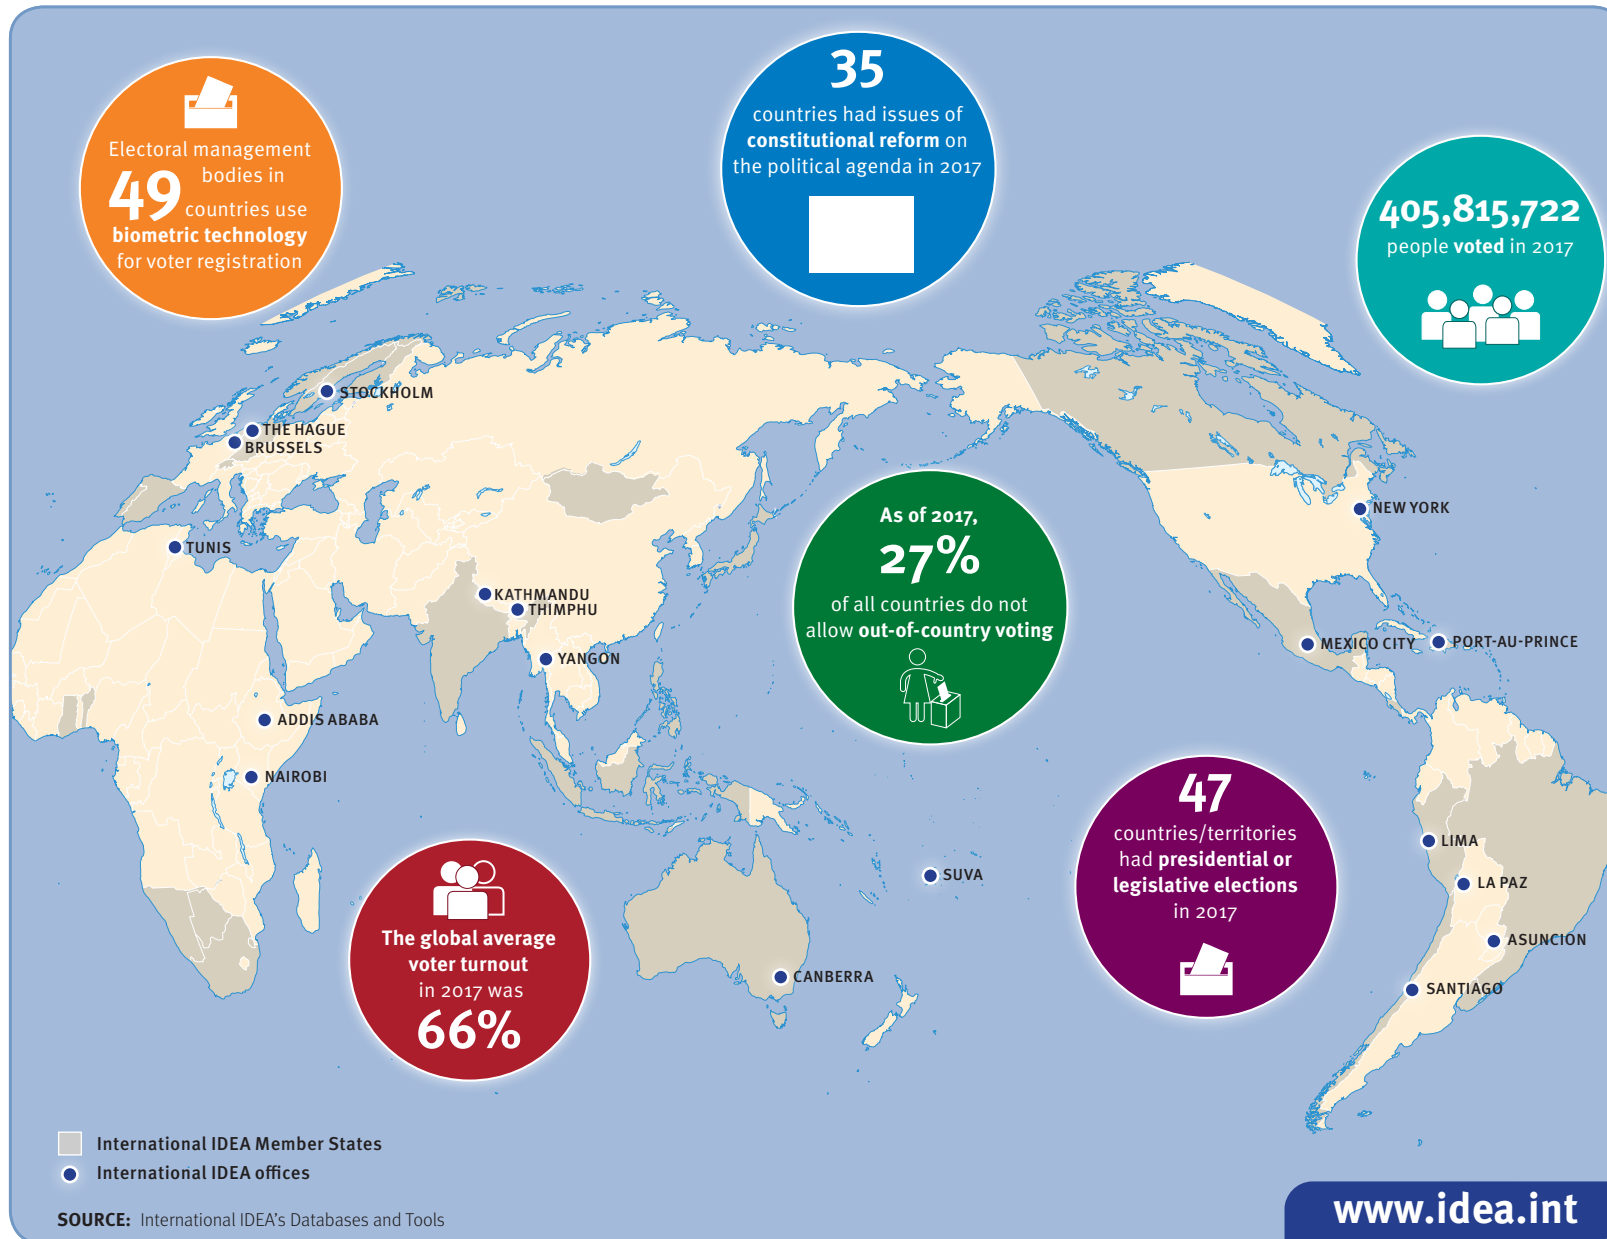 Electoral management
bodies in
49 countries use
biometric technology
for voter registration
35
countries had issues of
constitutional reform on
the political agenda in 2017
405,815,722
people voted in 2017
STOCKHOLM
THE HAGUE
BRUSSELS
TUNIS
KATHMANDU
THIMPHU
YANGON
ADDIS ABABA
NAIROBI
As of 2017,
27%
of all countries do not
allow out-of-country voting
NEW YORK
MEXICO CITY
PORT-AU-PRINCE
The global average
voter turnout
in 2017 was
66%
SUVA
CANBERRA
47
countries/territories
had presidential or
legislative elections
in 2017
LIMA
LA PAZ
ASUNCION
SANTIAGO
International IDEA Member States
International IDEA offices
SOURCE: International IDEA's Databases and Tools
www.idea.int